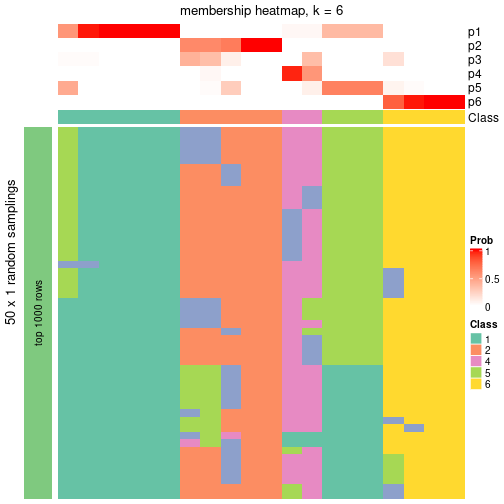 membership heatmap, k = 6
p1
p2
p3
p4
p5
p6
Class
50 x 1 random samplings
top 1000 rows
Prob
1
0.5
0
Class
1
2
4
5
6